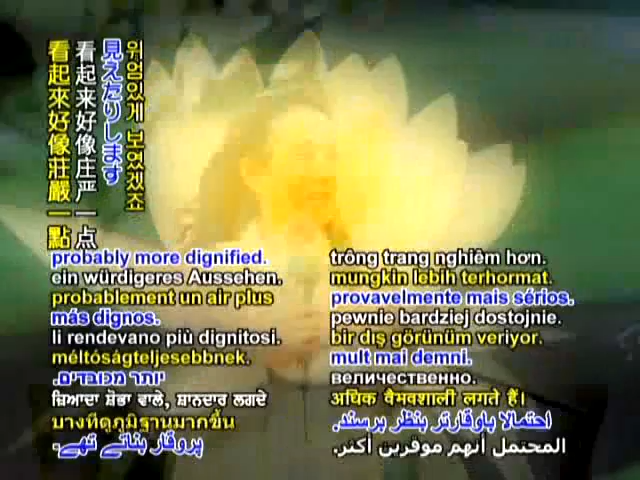 看起來好像莊嚴一點
看起来好像庄严一点
見えたりします
위엄있게 보였겠죠
probably more dignified.
ein würdigeres Aussehen.
probablement un air plus
más dignos.
li rendevano più dignitosi.
méltóságteljesebbnek.
יותר מכובדים.
ਜ਼ਿਆਦਾ ਸ਼ੋਭਾ ਵਾਲੇ, ਸ਼ਾਨਦਾਰ ਲਗਦੇ
บางทีดูภูมิฐานมากขึ้น
پروقار بناتے تھے۔
trông trang nghiêm hơn.
mungkin lebih terhormat.
provavelmente mais sérios.
pewnie bardziej dostojnie.
bir dış görünüm veriyor.
mult mai demni.
величественно.
अधिक वैभवशाली लगते हैं।
احتمالا باوقارتر بنظر برسند.
المحتمل أنهم موقرين أكثر.